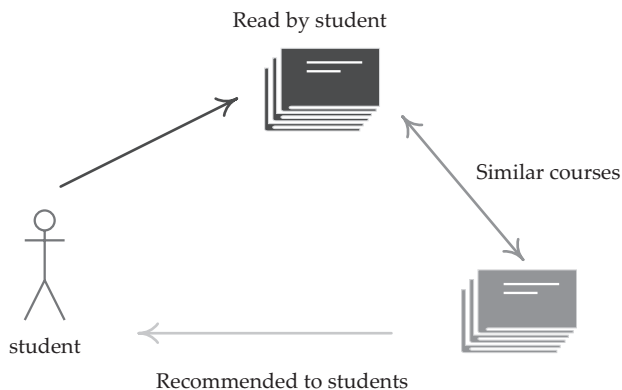 Read by student
Similar courses
student
Recommended to students